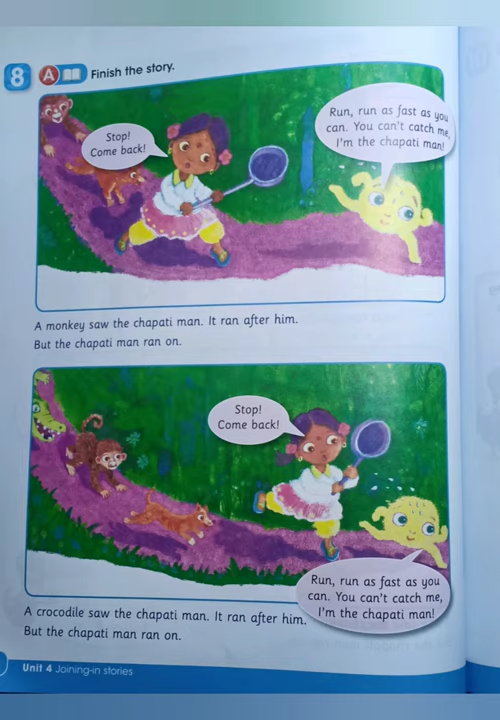 8 A Finish the story.
Stop!
Come back!
Run, run as fast as you
can. You can't catch me,
I'm the chapati man!
A monkey saw the chapati man. It ran after him.
But the chapati man ran on.
Stop!
Come back!
Run, run as fast as you
can. You can't catch me,
I'm the chapati man!
A crocodile saw the chapati man. It ran after him.
But the chapati man ran on.
Unit 4 Joining-in stories